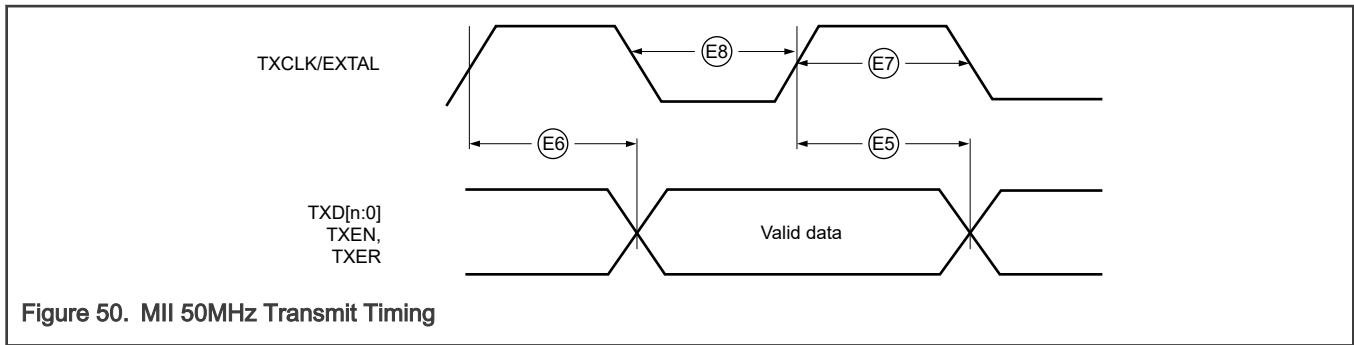 TXCLK/EXTAL
E8
E7
E6
E5
TXD[n:0]
TXEN,
TXER
Valid data
Figure 50. MII 50MHz Transmit Timing